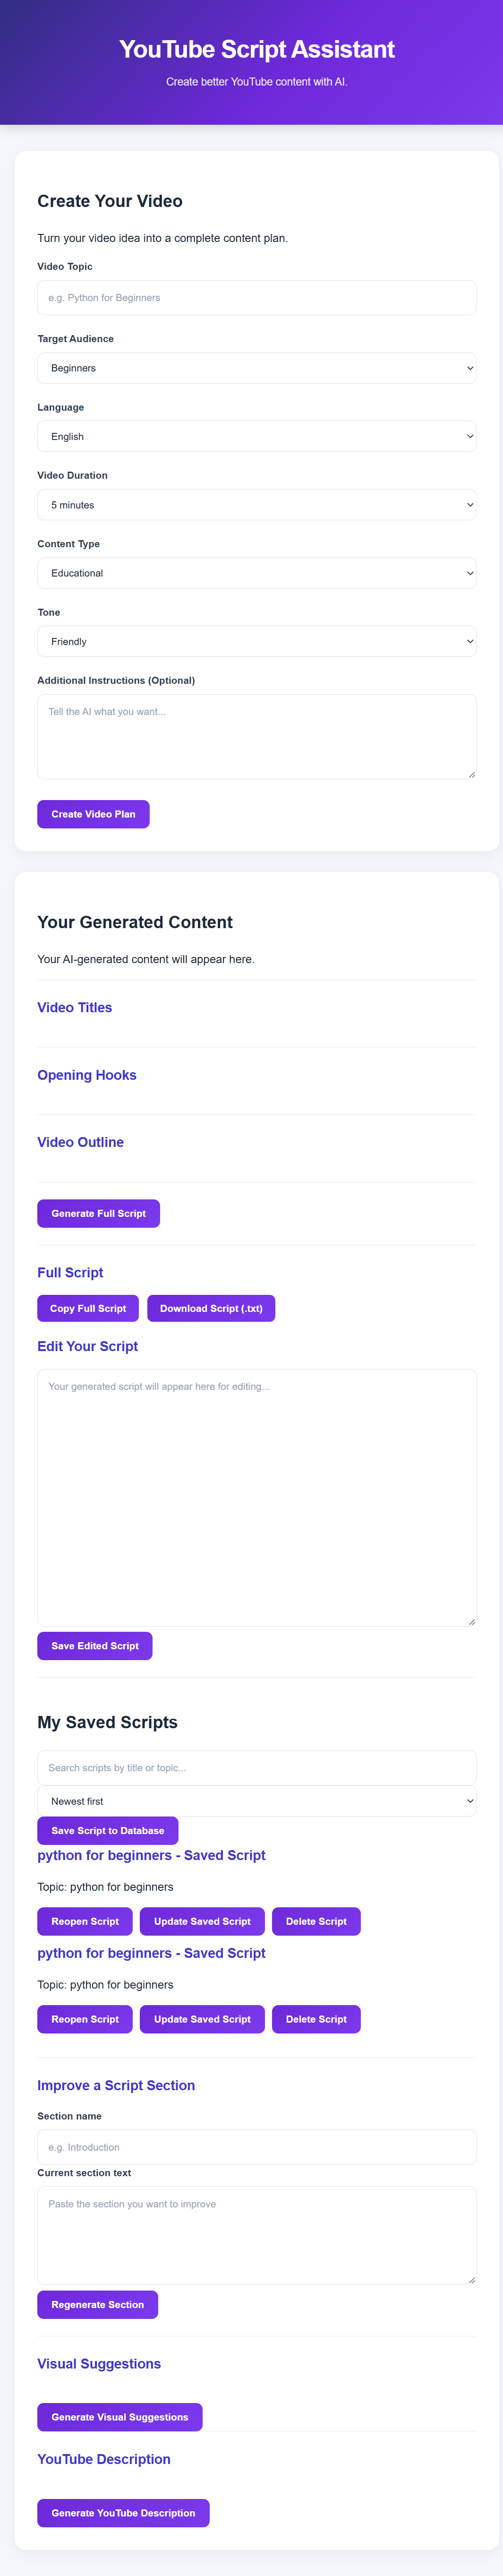 YouTube Script Assistant
Create better YouTube content with AI.
Create Your Video
Turn your video idea into a complete content plan.
Video Topic
e.g. Python for Beginners
Target Audience
Beginners
Language
English
Video Duration
5 minutes
Content Type
Educational
Tone
Friendly
Additional Instructions (Optional)
Tell the AI what you want...
Create Video Plan
Your Generated Content
Your AI-generated content will appear here.
Video Titles
Opening Hooks
Video Outline
Generate Full Script
Full Script
Copy Full Script
Download Script (.txt)
Edit Your Script
Your generated script will appear here for editing...
Save Edited Script
My Saved Scripts
Search scripts by title or topic...
Newest first
Save Script to Database
python for beginners - Saved Script
Topic: python for beginners
Reopen Script
Update Saved Script
Delete Script
python for beginners - Saved Script
Topic: python for beginners
Reopen Script
Update Saved Script
Delete Script
Improve a Script Section
Section name
e.g. Introduction
Current section text
Paste the section you want to improve
Regenerate Section
Visual Suggestions
Generate Visual Suggestions
YouTube Description
Generate YouTube Description